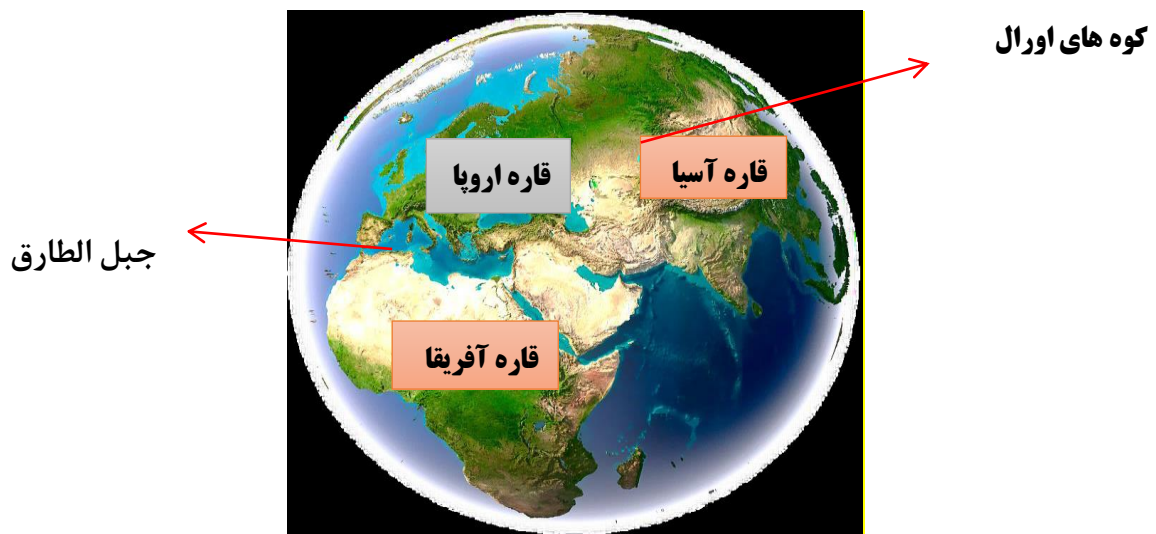 کوه های اورال
قاره آسیا
قاره اروپا
جبل الطارق
قاره آفریقا